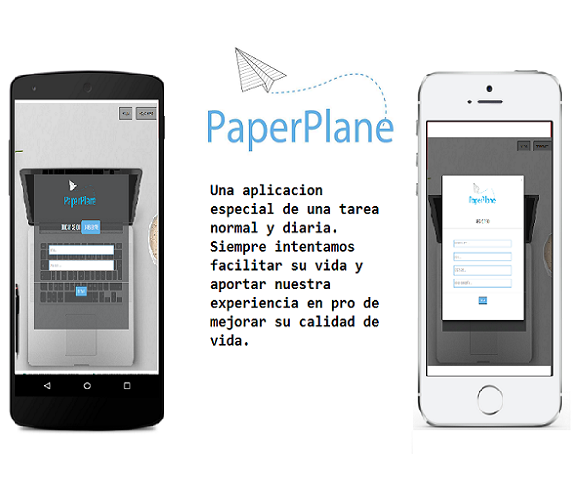 PaperPlane
Una aplicacion
especial de una tarea
normal y diaria.
Siempre intentamos
facilitar su vida y
aportar nuestra
experiencia en pro de
mejorar su calidad de
vida.
PaperPlane
PaperPlane